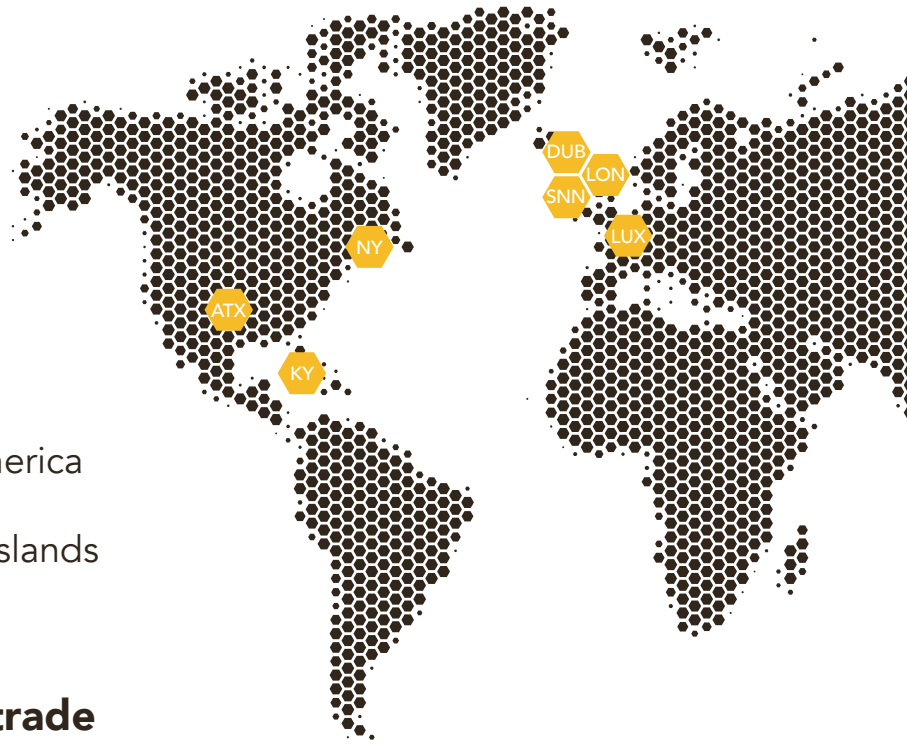 DUB
LON
SNN
LUX
NY
ATX
KY
erica
slands
trade